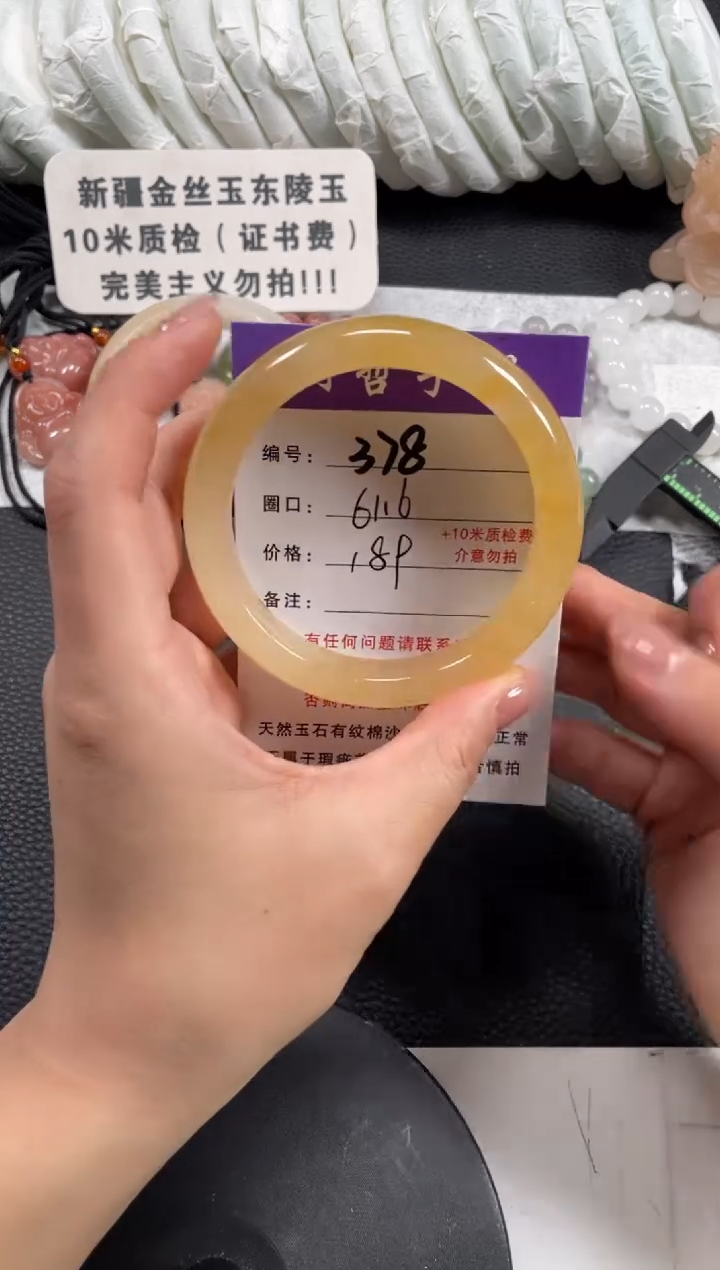 新疆金丝玉东陵玉
10米质检（证书费）
完美主义勿拍!!!
编号： 378
圈口： 61.6
+10米质检费
价格： 189
介意勿拍
备注：
有任何问题请联系
天然玉石有纹棉沙
正常
慎拍